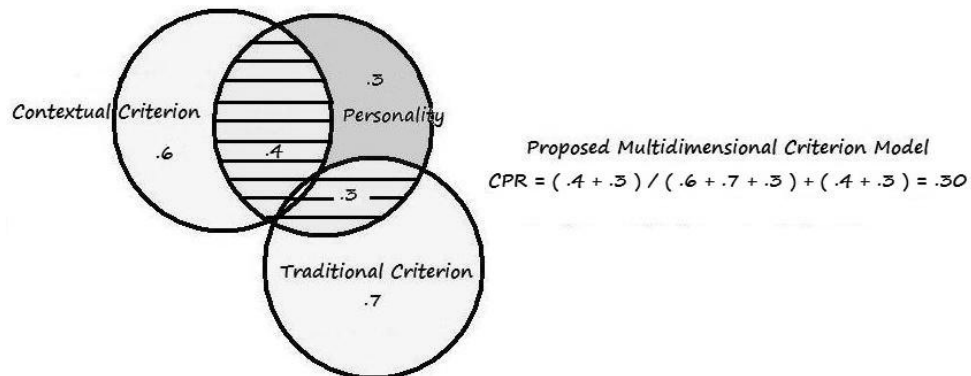 .3
Contextual Criterion
Personality
.6
.4
.3
Traditional Criterion
.7
Proposed Multidimensional Criterion Model
CPR = ( .4 + .3 ) / ( .6 + .7 + .3 ) + ( .4 + .3 ) = .30